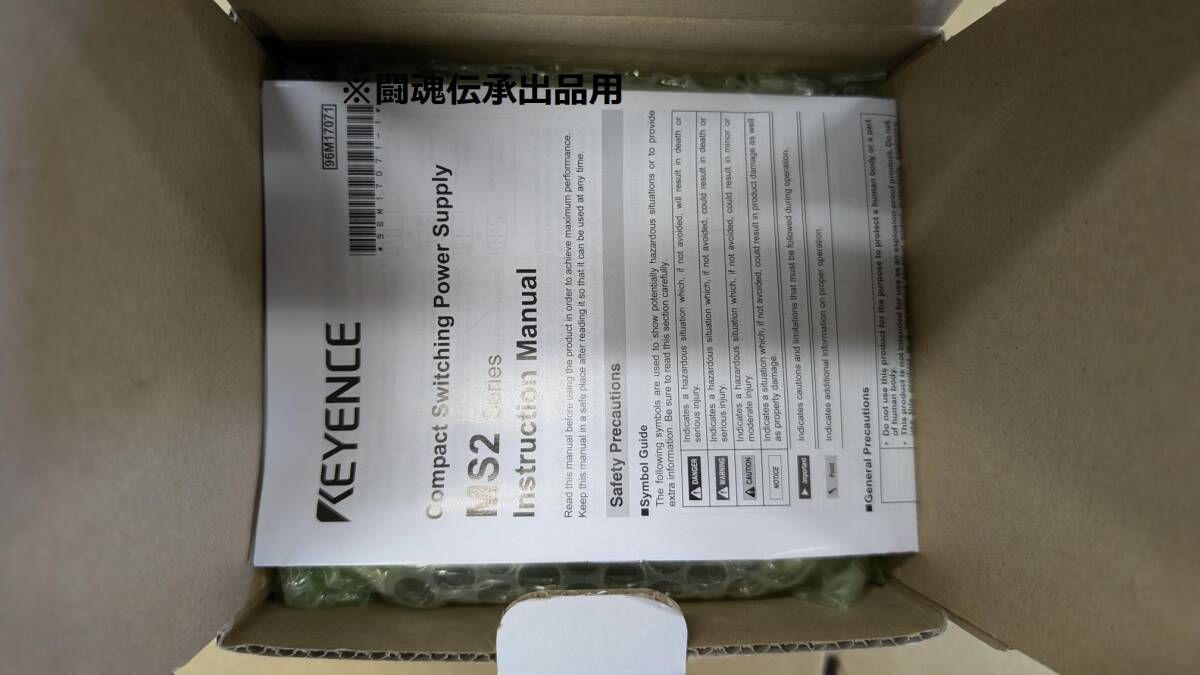 ※闘魂伝承出品用
96M17071
*96M17071-1*
KEYENCE
Compact Switching Power Supply
MS2 Series
Instruction Manual
Read this manual before using the product in order to achieve maximum performance.
Keep this manual in a safe place after reading it so that it can be used at any time.
Safety Precautions
■Symbol Guide
The following symbols are used to show potentially hazardous situations or to provide
extra information. Be sure to read this section carefully.
DANGER Indicates a hazardous situation which, if not avoided, will result in death or
serious injury.
WARNING Indicates a hazardous situation which, if not avoided, could result in death or
serious injury.
CAUTION Indicates a hazardous situation which, if not avoided, could result in minor or
moderate injury.
NOTICE Indicates a situation which, if not avoided, could result in product damage as well
as property damage.
Important Indicates cautions and limitations that must be followed during operation.
Point Indicates additional information on proper operation.
■General Precautions
• Do not use this product for the purpose to protect a human body or a part
of human body.
• This product is not intended for use as an explosion-proof product. Do not